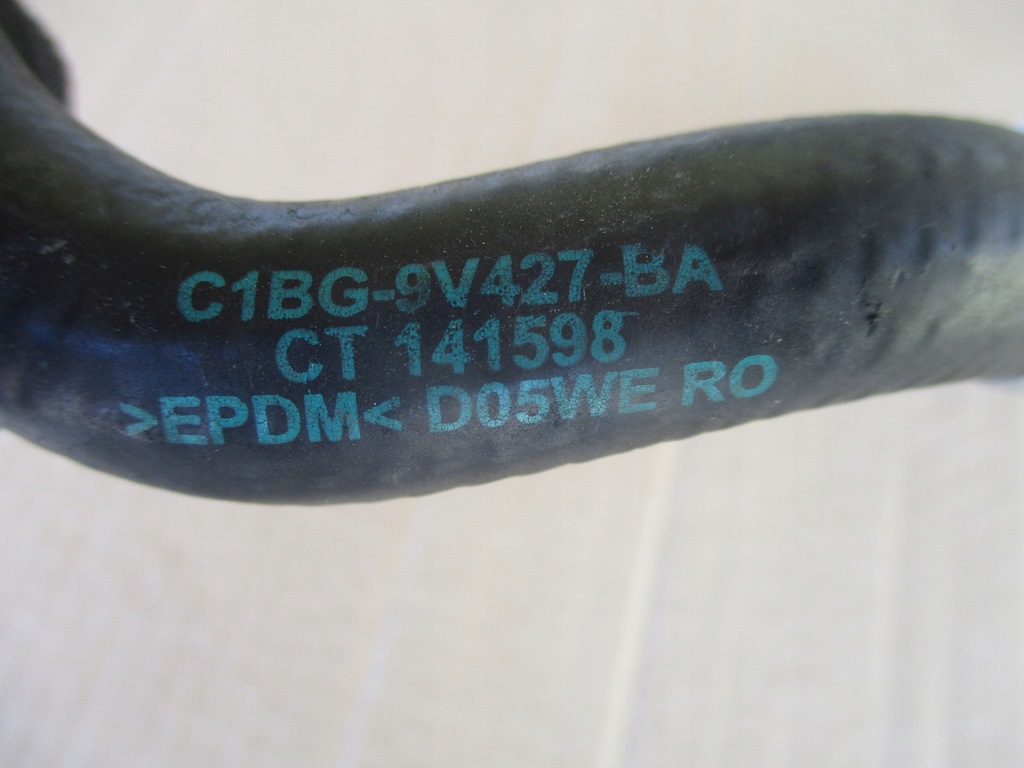 C1BG-9V427-BA
CT 141598
>EPDM< D05WE RO